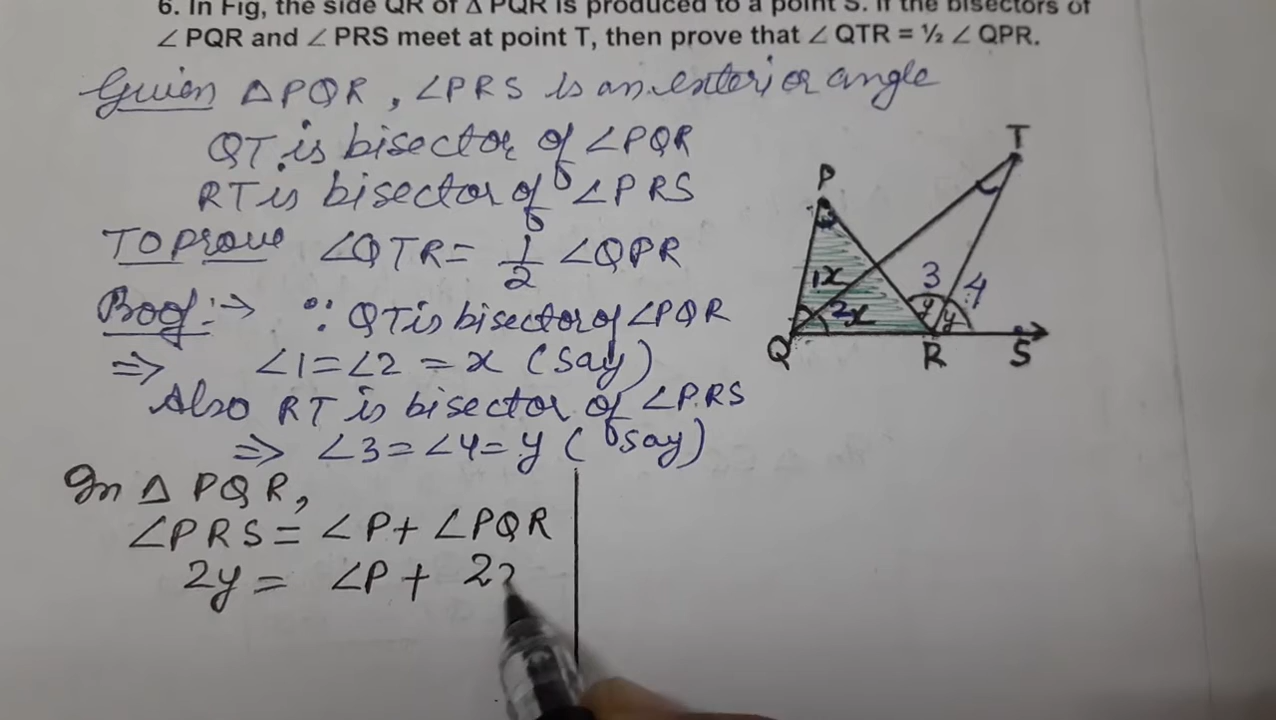 6. In Fig, the side QR of Δ PQR is produced to a point S. If the bisectors of
∠ PQR and ∠ PRS meet at point T, then prove that ∠ QTR = ½ ∠ QPR.
Given △PQR, ∠PRS is an exterior angle
QT is bisector of ∠PQR
RT is bisector of ∠PRS
TO prove ∠QTR = 1/2 ∠QPR
Proof :→ ∵ QT is bisector of ∠PQR
⇒ ∠1 = ∠2 = x (say)
Also RT is bisector of ∠PRS
⇒ ∠3 = ∠4 = y (say)
In △ PQR,
∠PRS = ∠P + ∠PQR
2y = ∠P + 2
T
P
1x
3
4
2x
y
y
Q
R
S